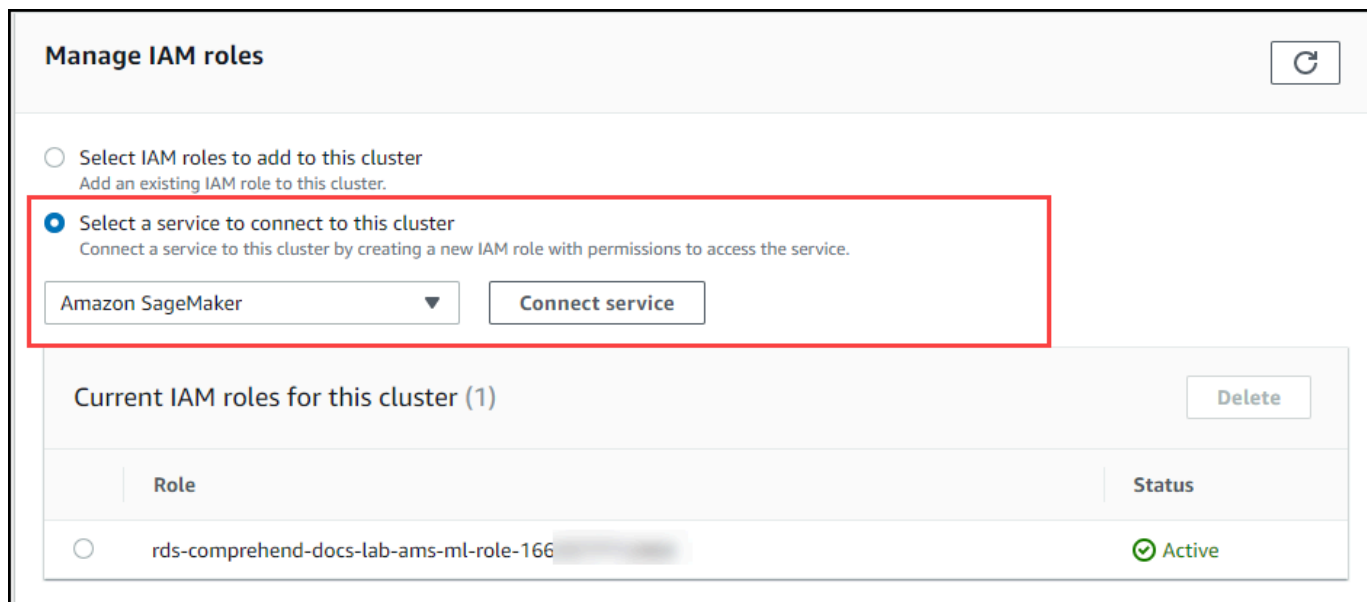 Manage IAM roles
Select IAM roles to add to this cluster
Add an existing IAM role to this cluster.
Select a service to connect to this cluster
Connect a service to this cluster by creating a new IAM role with permissions to access the service.
Amazon SageMaker
Connect service
Current IAM roles for this cluster (1)
Delete
Role
Status
rds-comprehend-docs-lab-ams-ml-role-166
Active